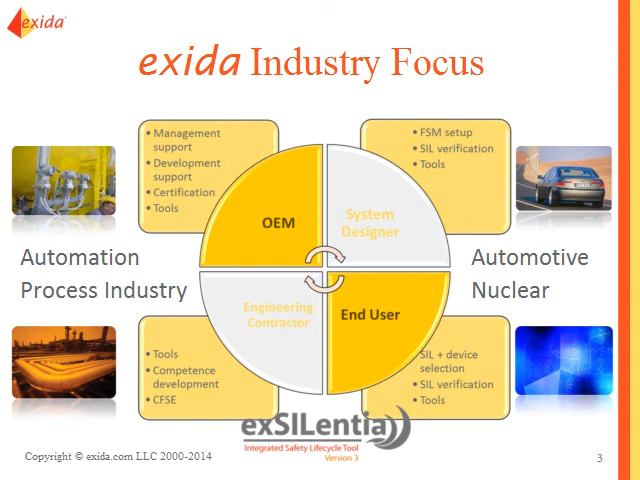 exida
exida Industry Focus
• Management
support
• Development
support
• Certification
• Tools
• FSM setup
• SIL verification
• Tools
OEM
System
Designer
Automation
Process Industry
Automotive
Nuclear
Engineering
Contractor
End User
• Tools
• Competence
development
• CFSE
SIL + device
selection
• SIL verification
• Tools
exSILentia
Integrated Safety Lifecycle Tool
Version 3
Copyright © exida.com LLC 2000-2014
3